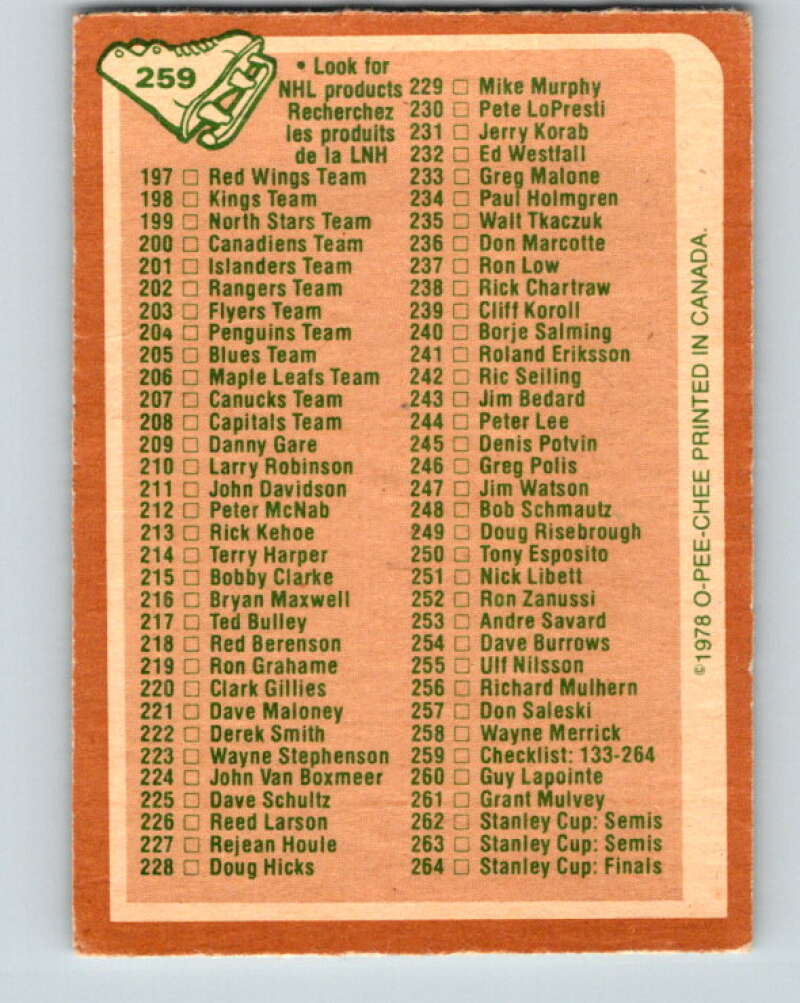 259
• Look for
NHL products
Recherchez
les produits
de la LNH
197 □ Red Wings Team
198 □ Kings Team
199 □ North Stars Team
200 □ Canadiens Team
201 □ Islanders Team
202 □ Rangers Team
203 □ Flyers Team
204 □ Penguins Team
205 □ Blues Team
206 □ Maple Leafs Team
207 □ Canucks Team
208 □ Capitals Team
209 □ Danny Gare
210 □ Larry Robinson
211 □ John Davidson
212 □ Peter McNab
213 □ Rick Kehoe
214 □ Terry Harper
215 □ Bobby Clarke
216 □ Bryan Maxwell
217 □ Ted Bulley
218 □ Red Berenson
219 □ Ron Grahame
220 □ Clark Gillies
221 □ Dave Maloney
222 □ Derek Smith
223 □ Wayne Stephenson
224 □ John Van Boxmeer
225 □ Dave Schultz
226 □ Reed Larson
227 □ Rejean Houle
228 □ Doug Hicks
229 □ Mike Murphy
230 □ Pete LoPresti
231 □ Jerry Korab
232 □ Ed Westfall
233 □ Greg Malone
234 □ Paul Holmgren
235 □ Walt Tkaczuk
236 □ Don Marcotte
237 □ Ron Low
238 □ Rick Chartraw
239 □ Cliff Koroll
240 □ Borje Salming
241 □ Roland Eriksson
242 □ Ric Seiling
243 □ Jim Bedard
244 □ Peter Lee
245 □ Denis Potvin
246 □ Greg Polis
247 □ Jim Watson
248 □ Bob Schmautz
249 □ Doug Risebrough
250 □ Tony Esposito
251 □ Nick Libett
252 □ Ron Zanussi
253 □ Andre Savard
254 □ Dave Burrows
255 □ Ulf Nilsson
256 □ Richard Mulhern
257 □ Don Saleski
258 □ Wayne Merrick
259 □ Checklist: 133-264
260 □ Guy Lapointe
261 □ Grant Mulvey
262 □ Stanley Cup: Semis
263 □ Stanley Cup: Semis
264 □ Stanley Cup: Finals
©1978 O-PEE-CHEE PRINTED IN CANADA.